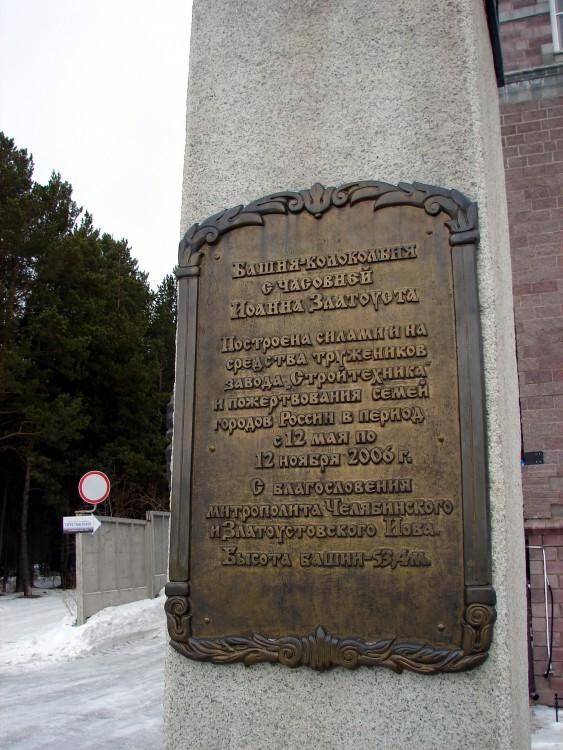 Башня-колокольня
с часовней
Иоанна Златоуста
Построена силами и на
средства тружеников
завода „Стройтехника"
и пожертвования семей
городов России в период
с 12 мая по
12 ноября 2006 г.
С благословения
митрополита Челябинского
и Златоустовского Иова.
Высота башни-53,4м.